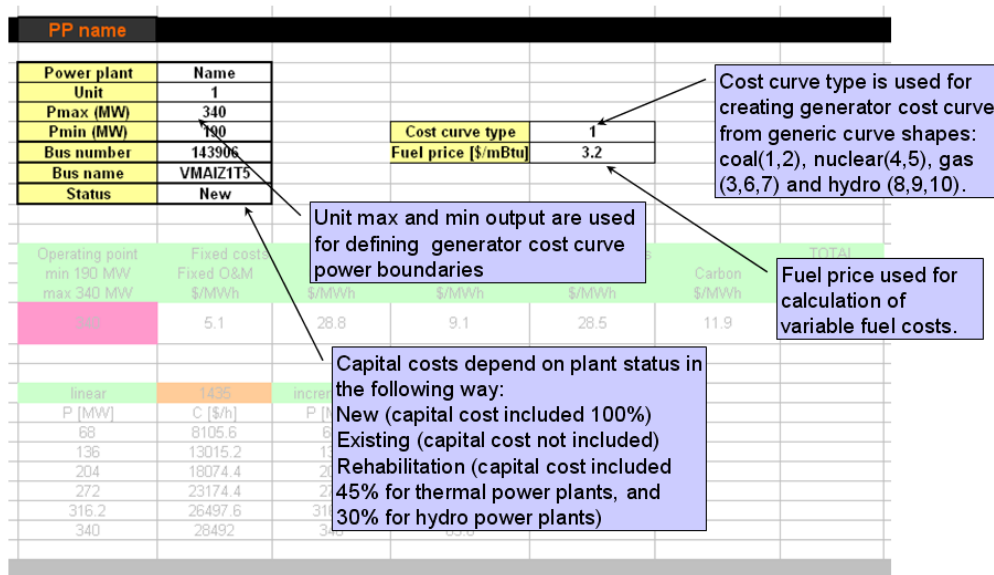 PP name
Power plant Name
Unit 1
Pmax (MW) 340
Pmin (MW) 190
Bus number 143906
Bus name VMAIZ1T5
Status New
Cost curve type 1
Fuel price [$/mBtu] 3.2
Cost curve type is used for
creating generator cost curve
from generic curve shapes:
coal(1,2), nuclear(4,5), gas
(3,6,7) and hydro (8,9,10).
Unit max and min output are used
for defining generator cost curve
power boundaries
Fuel price used for
calculation of
variable fuel costs.
Operating point Fixed costs TOTAL
min 190 MW Fixed O&M Carbon
max 340 MW $/MWh $/MWh $/MWh $/MWh $/MWh
340 5.1 28.8 9.1 28.5 11.9
Capital costs depend on plant status in
the following way:
New (capital cost included 100%)
Existing (capital cost not included)
Rehabilitation (capital cost included
45% for thermal power plants, and
30% for hydro power plants)
linear 1435
P [MW] C [$/h]
68 8105.6
136 13015.2
204 18074.4
272 23174.4
316.2 26497.6
340 28492